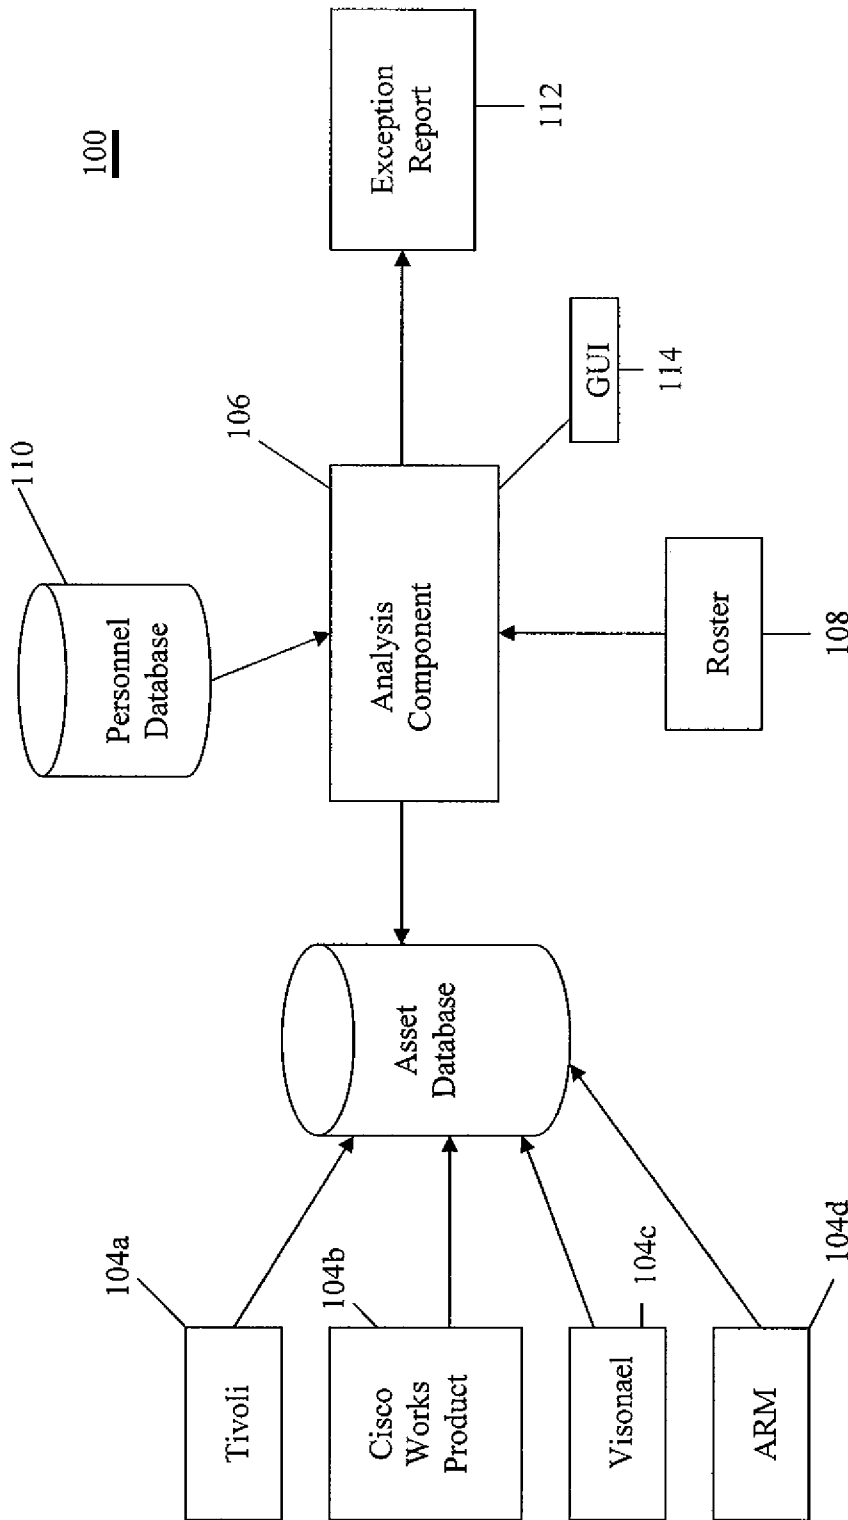 100
110
Personnel
Database
106
Analysis
Component
Exception
Report
112
GUI
114
Roster
108
Asset
Database
104a
Tivoli
104b
Cisco
Works
Product
104c
Visonael
104d
ARM